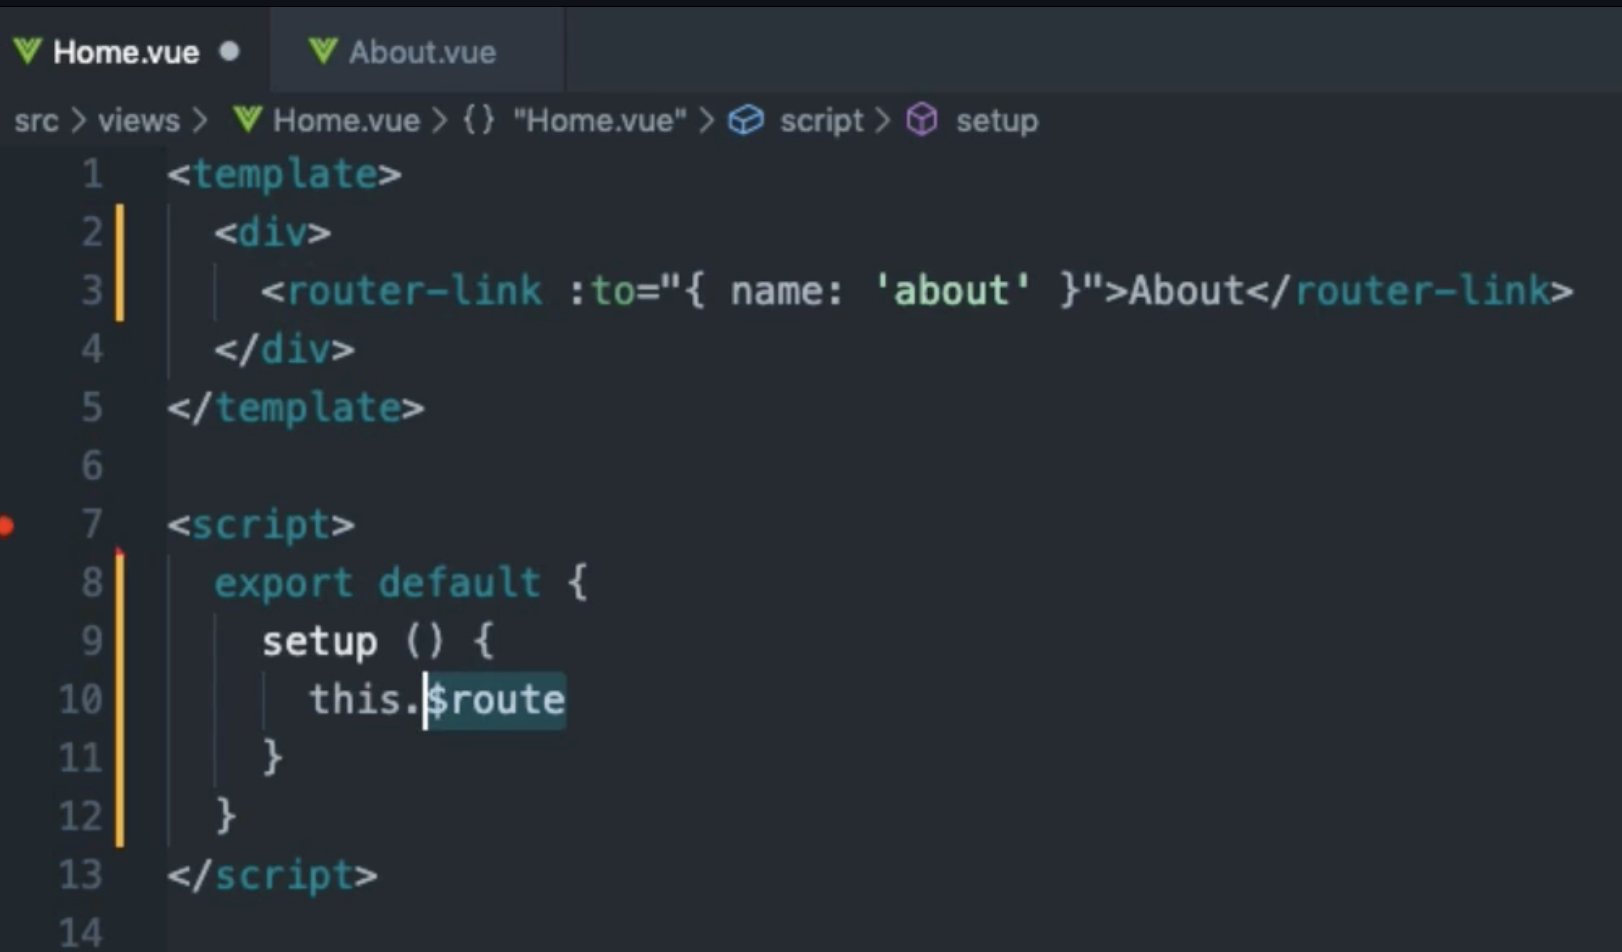 Home.vue
About.vue
src > views > Home.vue > {} "Home.vue" > script > setup
1 <template>
2 <div>
3 <router-link :to="{ name: 'about' }">About</router-link>
4 </div>
5 </template>
6
7 <script>
8 export default {
9 setup () {
10 this.$route
11 }
12 }
13 </script>
14